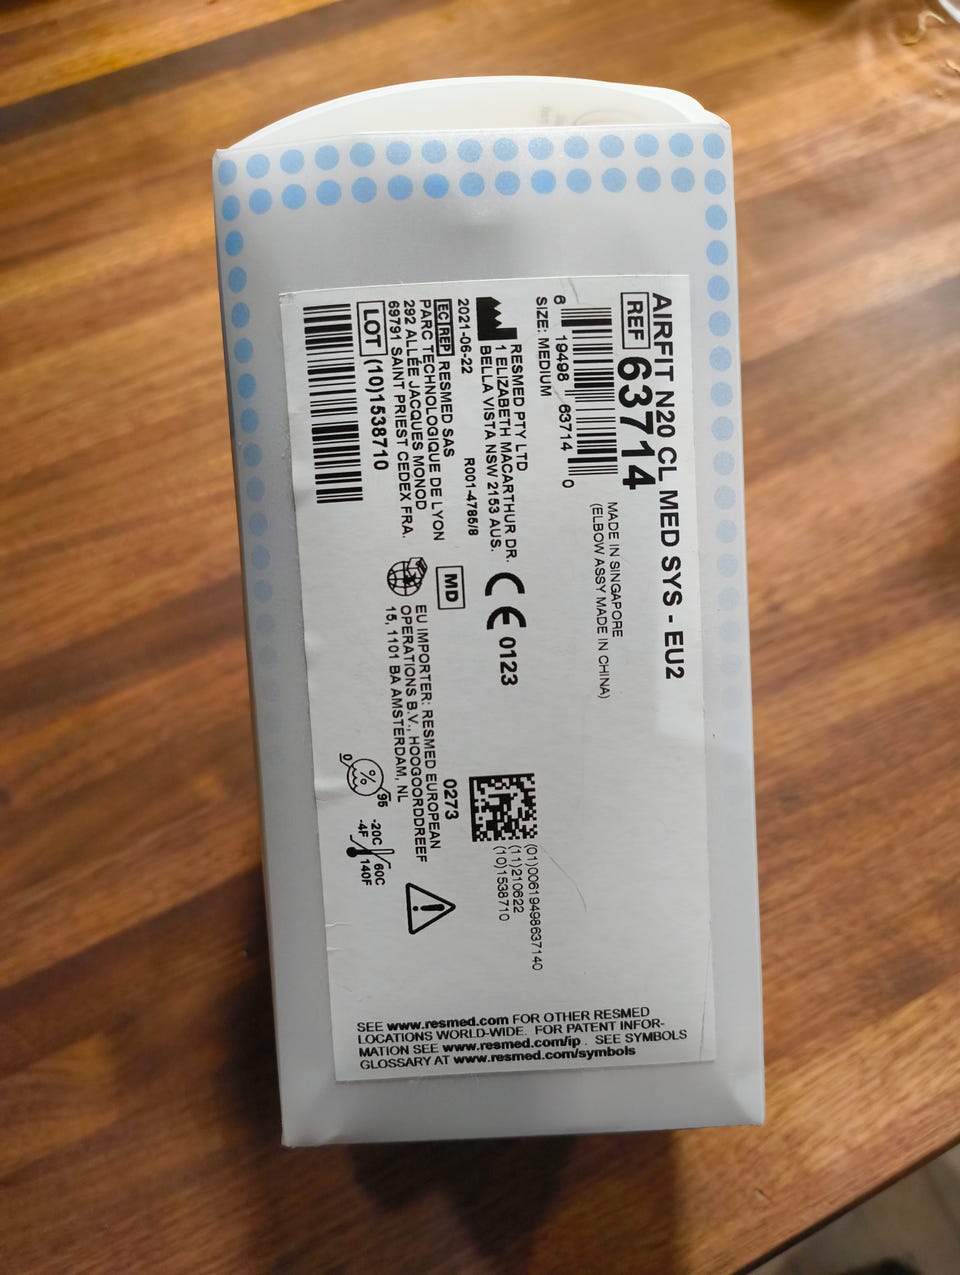 AIRFIT N20 CL MED SYS - EU2
REF 63714
MADE IN SINGAPORE
(ELBOW ASSY MADE IN CHINA)
6 19498 63714 0
SIZE: MEDIUM
RESMED PTY LTD
1 ELIZABETH MACARTHUR DR.
BELLA VISTA NSW 2153 AUS.
CE 0123
(01)00619498637140
(11)210622
(10)1538710
2021-06-22
R001-4785/8
MD
0273
EC REP RESMED SAS
PARC TECHNOLOGIQUE DE LYON
292 ALLÉE JACQUES MONOD
69791 SAINT PRIEST CEDEX FRA.
EU IMPORTER: RESMED EUROPEAN
OPERATIONS B.V., HOOGOORDDREEF
15, 1101 BA AMSTERDAM, NL
LOT (10)1538710
0 % 95
-20C 60C
-4F 140F
SEE www.resmed.com FOR OTHER RESMED
LOCATIONS WORLD-WIDE. FOR PATENT INFOR-
MATION SEE www.resmed.com/ip . SEE SYMBOLS
GLOSSARY AT www.resmed.com/symbols